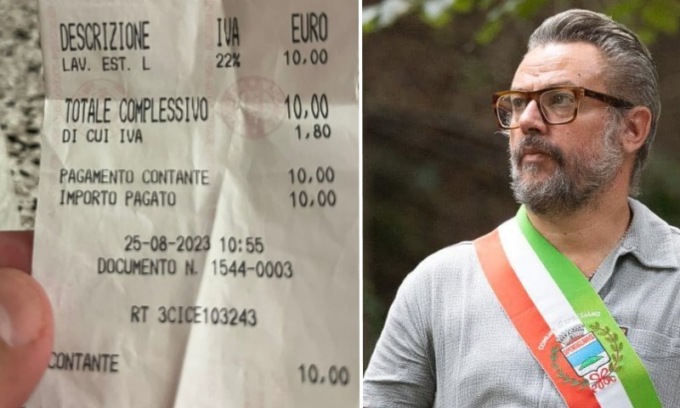 DESCRIZIONE IVA EURO
LAV. EST. L 22% 10,00
TOTALE COMPLESSIVO 10,00
DI CUI IVA 1,80
PAGAMENTO CONTANTE 10,00
IMPORTO PAGATO 10,00
25-08-2023 10:55
DOCUMENTO N. 1544-0003
RT 3CICE103243
CONTANTE 10,00